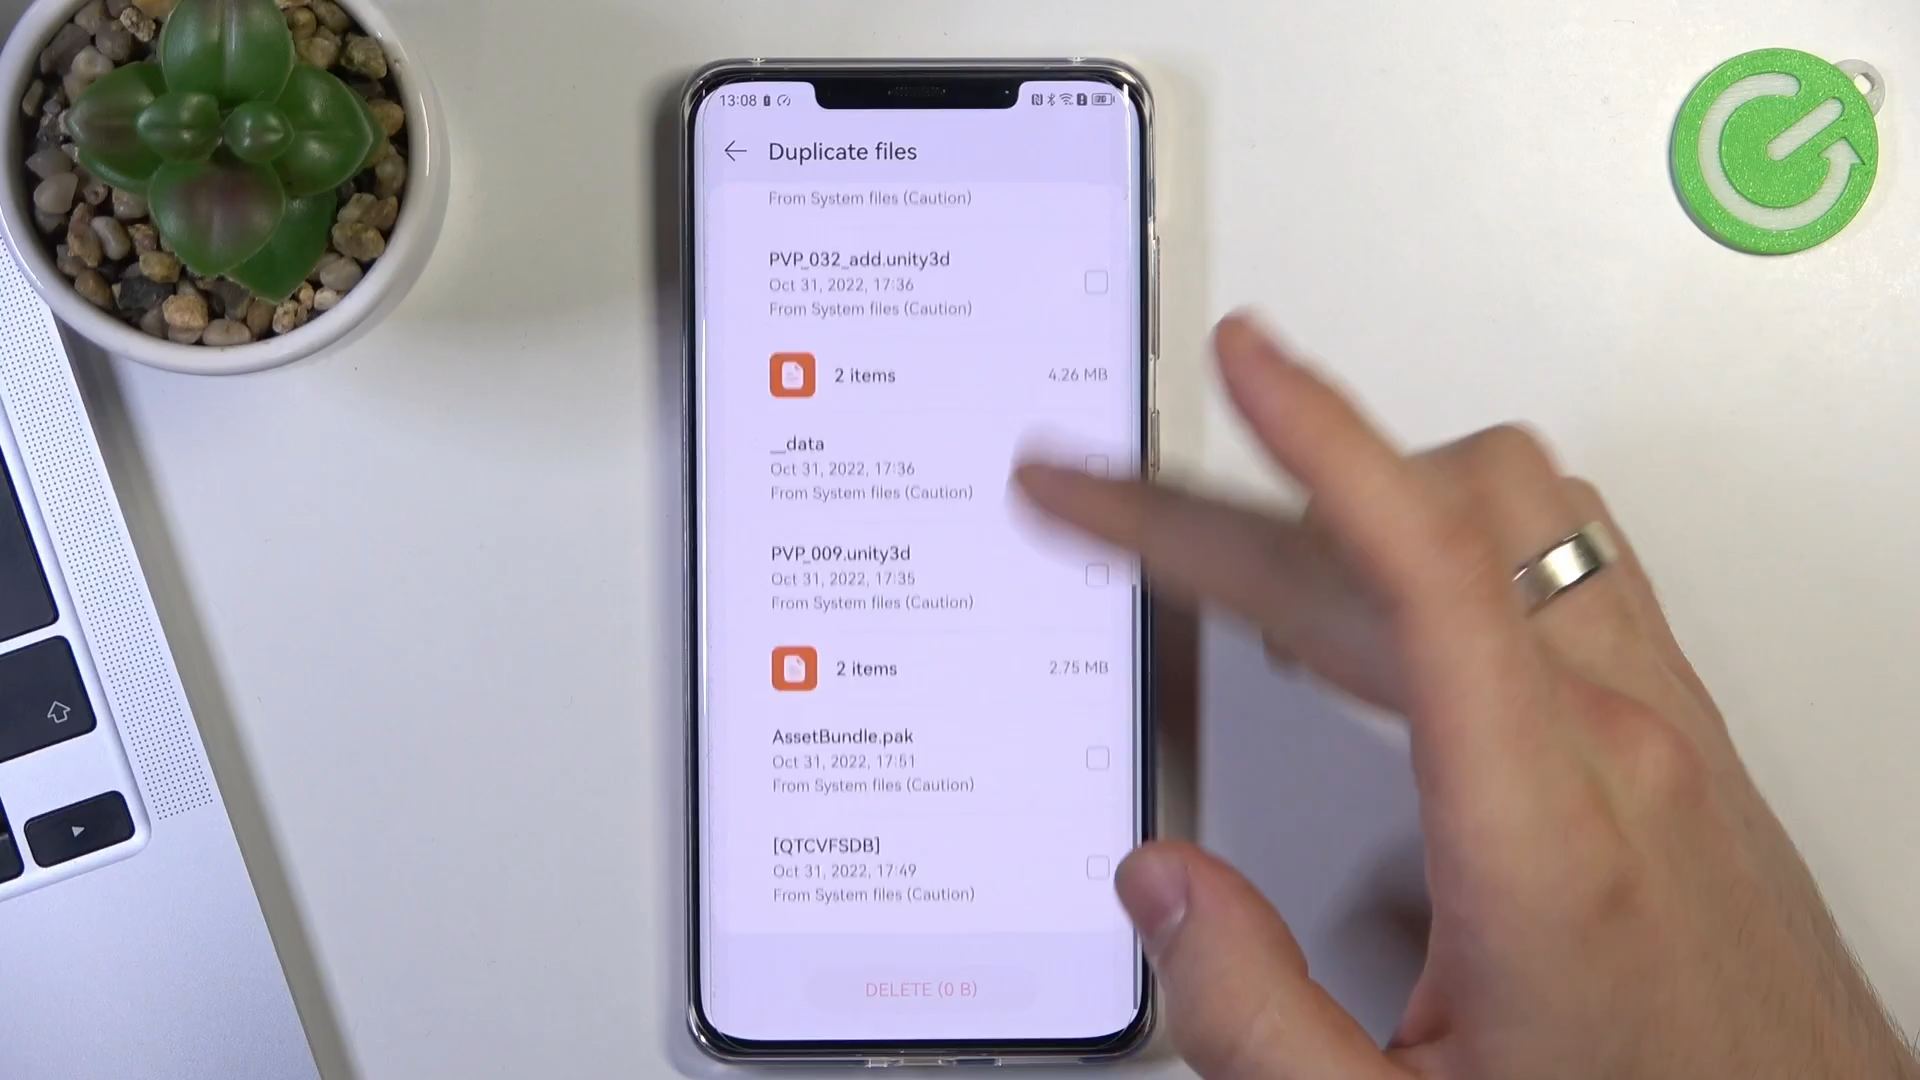 13:08
Duplicate files
From System files (Caution)
PVP_032_add.unity3d
Oct 31, 2022, 17:36
From System files (Caution)
2 items 4.26 MB
__data
Oct 31, 2022, 17:36
From System files (Caution)
PVP_009.unity3d
Oct 31, 2022, 17:35
From System files (Caution)
2 items 2.75 MB
AssetBundle.pak
Oct 31, 2022, 17:51
From System files (Caution)
[QTCVFSDB]
Oct 31, 2022, 17:49
From System files (Caution)
DELETE (0 B)